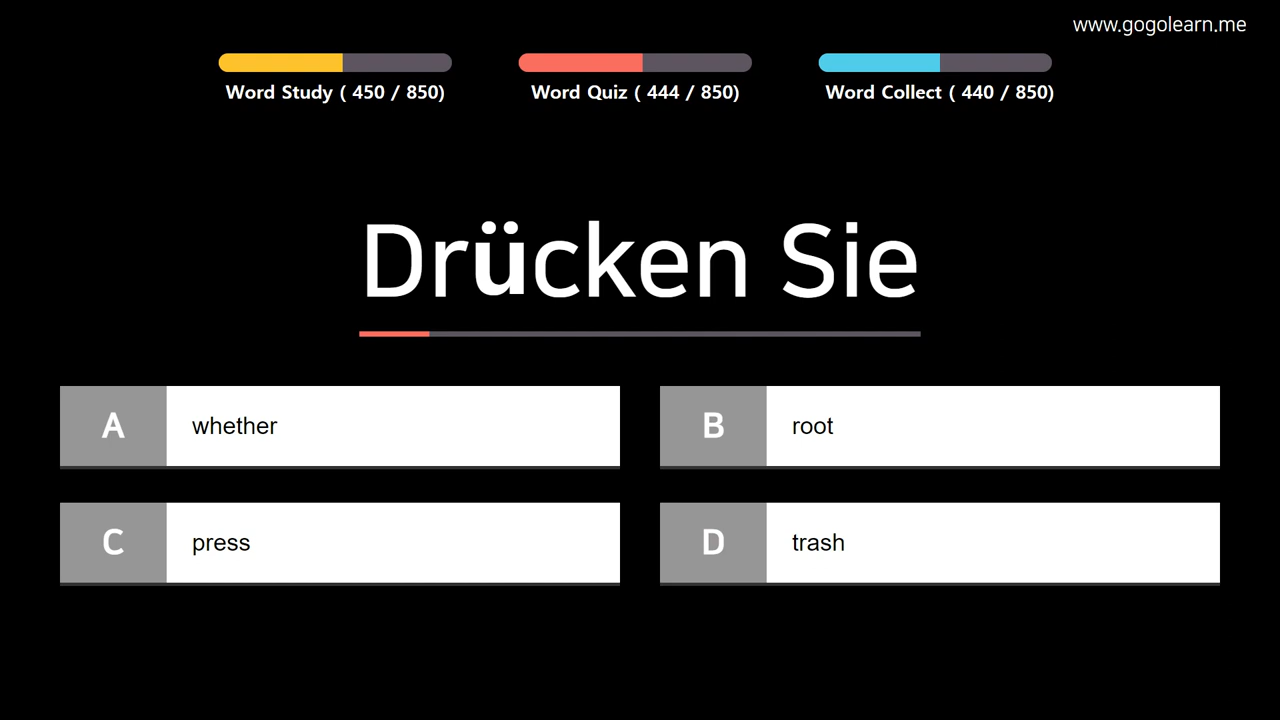 www.gogolearn.me
Word Study ( 450 / 850)
Word Quiz ( 444 / 850)
Word Collect ( 440 / 850)
Drücken Sie
A whether
B root
C press
D trash